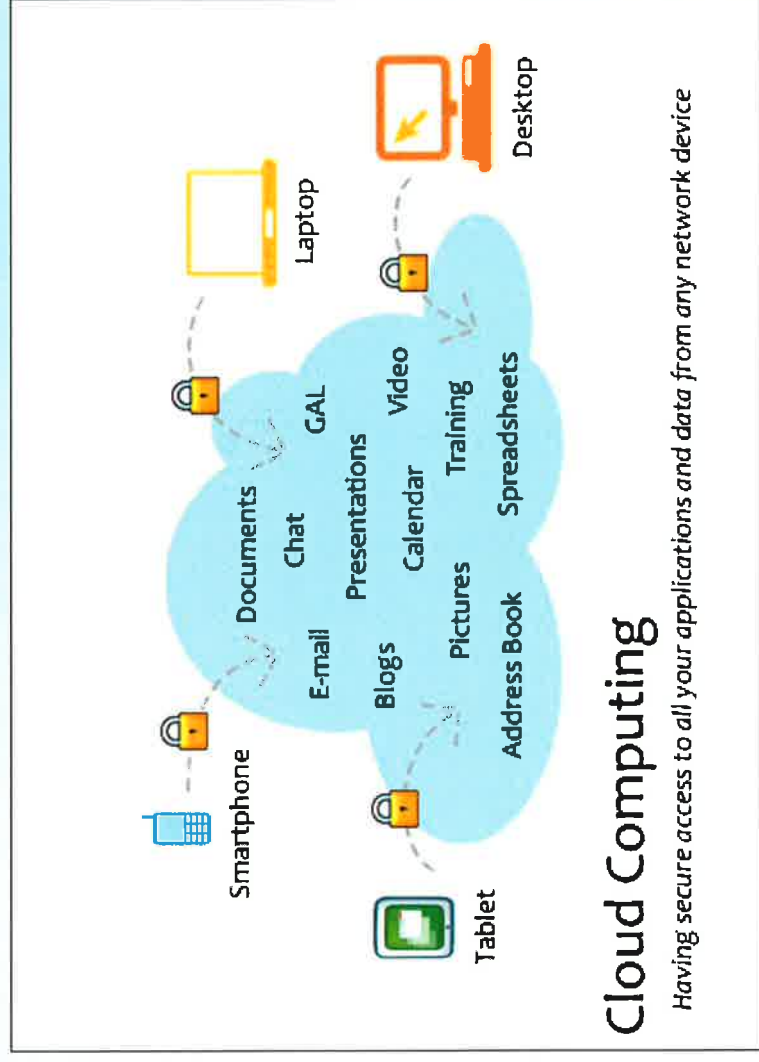 Laptop
Smartphone
Documents
Chat
GAL
E-mail
Presentations
Video
Blogs
Calendar
Training
Desktop
Tablet
Pictures
Spreadsheets
Address Book
Cloud Computing
Having secure access to all your applications and data from any network device